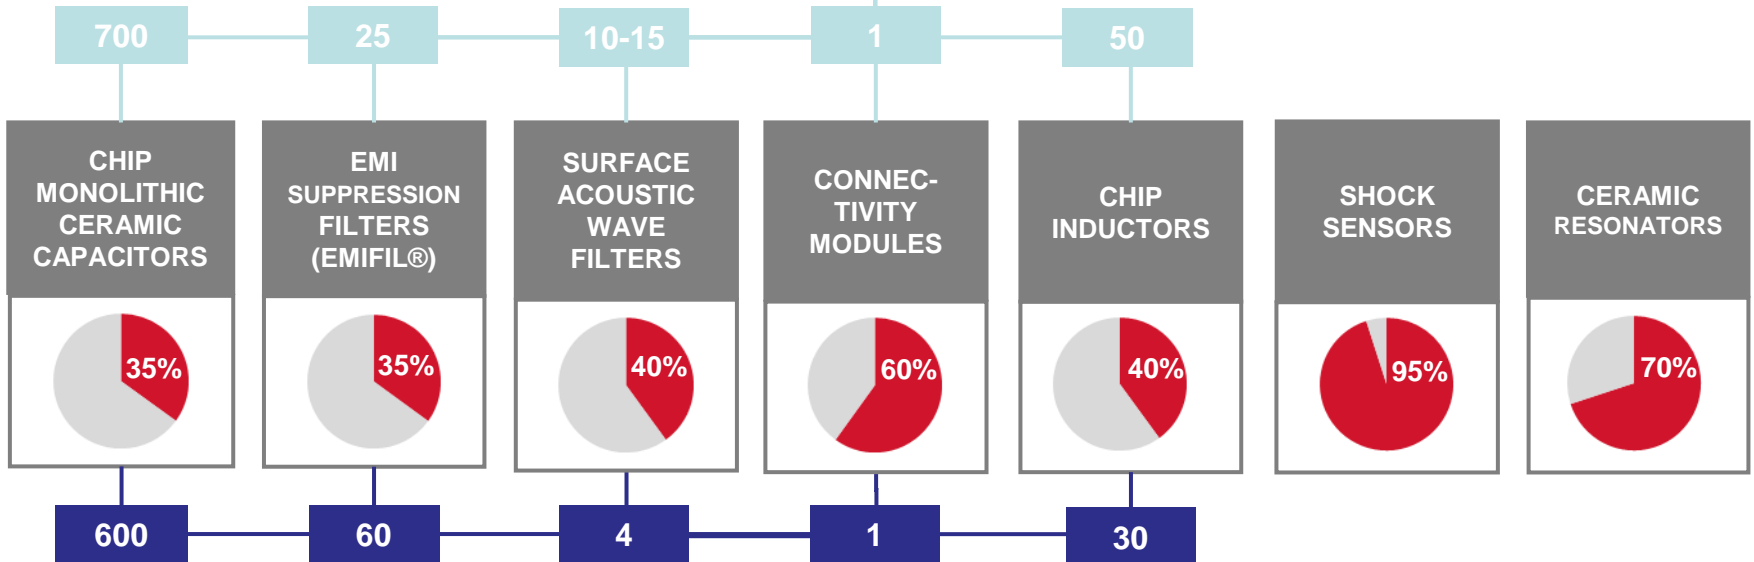 700 25 10-15 1 50
CHIP
MONOLITHIC
CERAMIC
CAPACITORS
EMI
SUPPRESSION
FILTERS
(EMIFIL®)
SURFACE
ACOUSTIC
WAVE
FILTERS
CONNEC-
TIVITY
MODULES
CHIP
INDUCTORS
SHOCK
SENSORS
CERAMIC
RESONATORS
35% 35% 40% 60% 40% 95% 70%
600 60 4 1 30